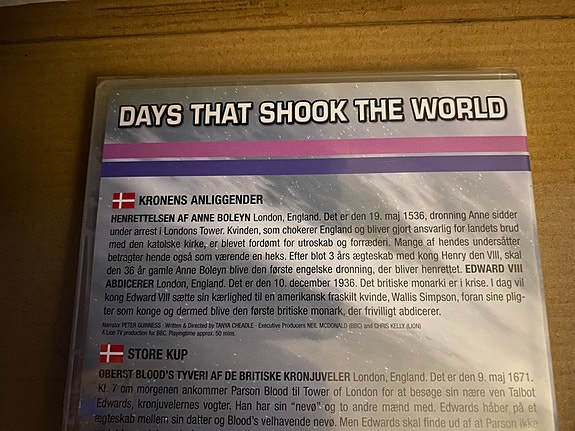 DAYS THAT SHOOK THE WORLD
KRONENS ANLIGGENDER
HENRETTELSEN AF ANNE BOLEYN London, England. Det er den 19. maj 1536, dronning Anne sidder
under arrest i Londons Tower. Kvinden, som chokerer England og bliver gjort ansvarlig for landets brud
med den katolske kirke, er blevet fordømt for utroskab og forræderi. Mange af hendes undersåtter
betragter hende også som værende en heks. Efter blot 3 års ægteskab med kong Henry den VIII, skal
den 36 år gamle Anne Boleyn blive den første engelske dronning, der bliver henrettet. EDWARD VIII
ABDICERER London, England. Det er den 10. december 1936. Det britiske monarki er i krise. I dag vil
kong Edward VIII sætte sin kærlighed til en amerikansk fraskilt kvinde, Wallis Simpson, foran sine plig-
ter som konge og dermed blive den første britiske monark, der frivilligt abdicerer.
Narrator PETER GUINNESS · Written & Directed by TANYA CHEADLE · Executive Producers NEIL MCDONALD (BBC) and CHRIS KELLY (LION)
A Lion TV production for BBC. Playingtime approx. 50 mins.
STORE KUP
OBERST BLOOD'S TYVERI AF DE BRITISKE KRONJUVELER London, England. Det er den 9. maj 1671.
Kl. 7 om morgenen ankommer Parson Blood til Tower of London for at besøge sin nære ven Talbot
Edwards, kronjuvelernes vogter. Han har sin "nevø" og to andre mænd med. Edwards håber på et
ægteskab mellem sin datter og Blood's velhavende nevø. Men Edwards skal finde ud af at Parson ikke